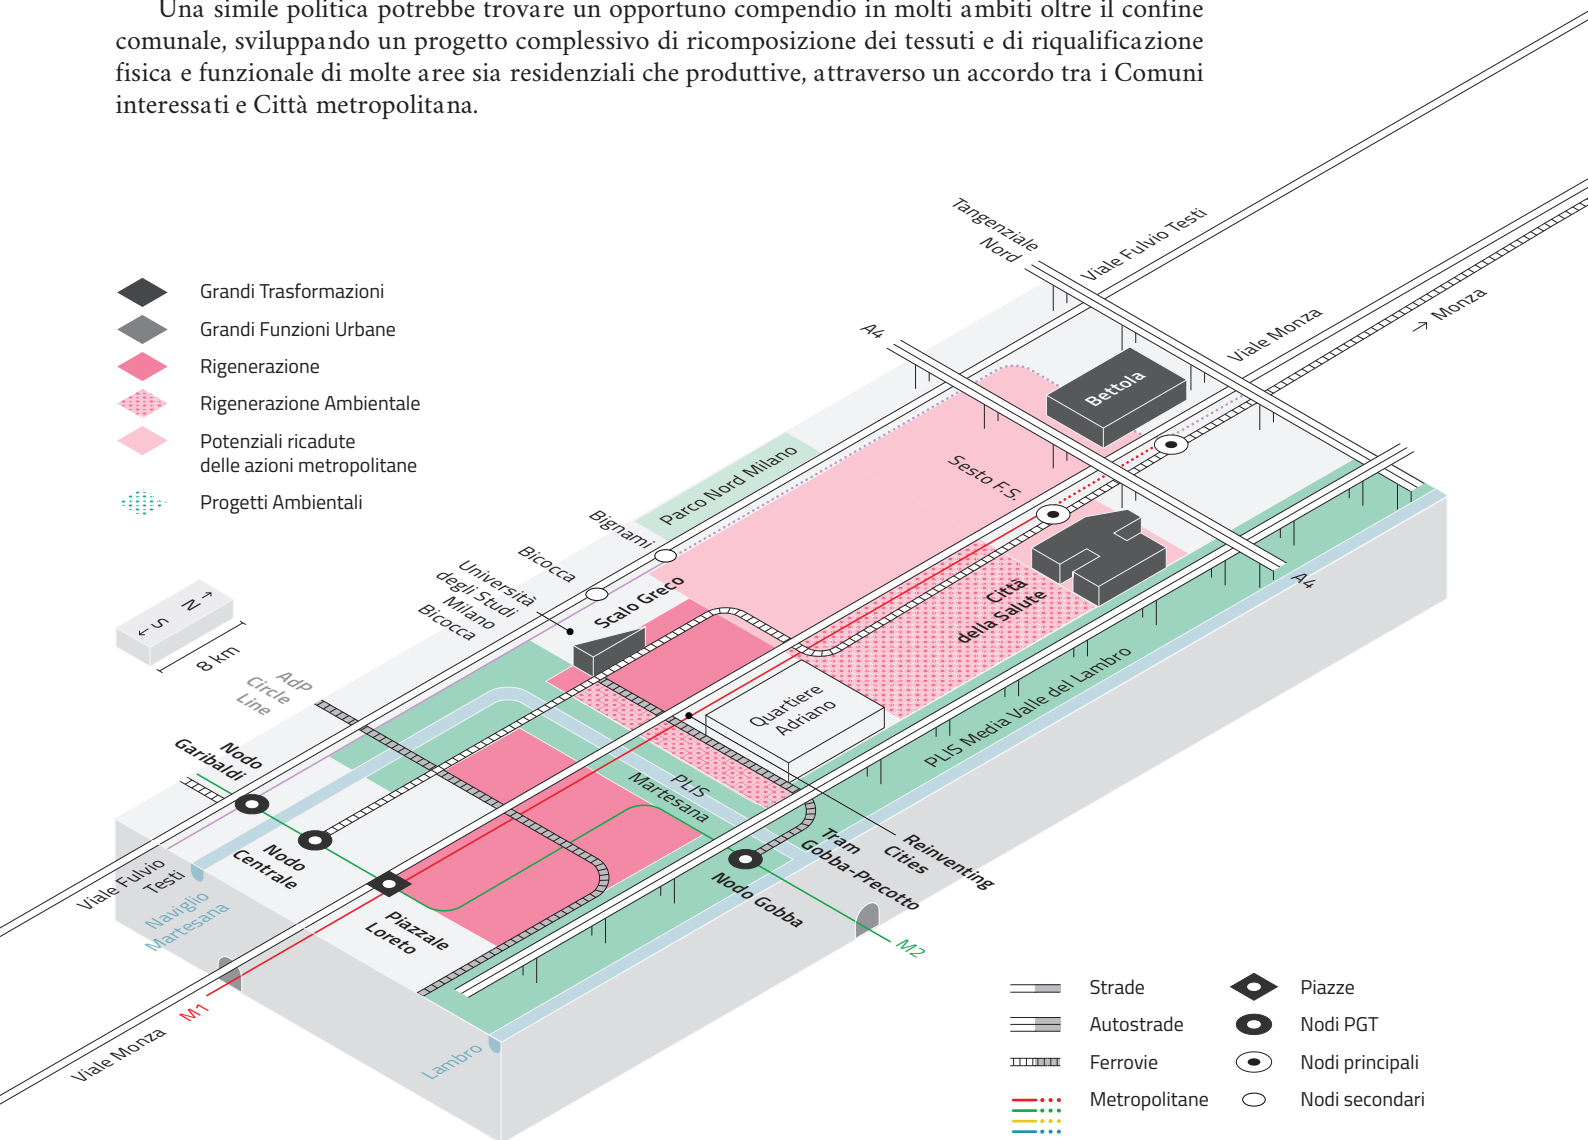 Una simile politica potrebbe trovare un opportuno compendio in molti ambiti oltre il confine
comunale, sviluppando un progetto complessivo di ricomposizione dei tessuti e di riqualificazione
fisica e funzionale di molte aree sia residenziali che produttive, attraverso un accordo tra i Comuni
interessati e Città metropolitana.
Grandi Trasformazioni
Grandi Funzioni Urbane
Rigenerazione
Rigenerazione Ambientale
Potenziali ricadute
delle azioni metropolitane
Progetti Ambientali
Tangenziale
Nord
Viale Fulvio Testi
A4
Viale Monza
→ Monza
Bettola
Sesto F.S.
Parco Nord Milano
Bignami
Bicocca
Università
degli Studi
Milano
Bicocca
Scalo Greco
Città
della Salute
A4
N
S
8 km
AdP
Circle
Line
Quartiere
Adriano
PLIS Media Valle del Lambro
Nodo
Garibaldi
PLIS
Martesana
Nodo
Centrale
Tram
Gobba-Precotto
Reinventing
Cities
Nodo Gobba
Viale Fulvio
Testi
Naviglio
Martesana
Piazzale
Loreto
M2
M1
Viale Monza
Lambro
Strade
Autostrade
Ferrovie
Metropolitane
Piazze
Nodi PGT
Nodi principali
Nodi secondari